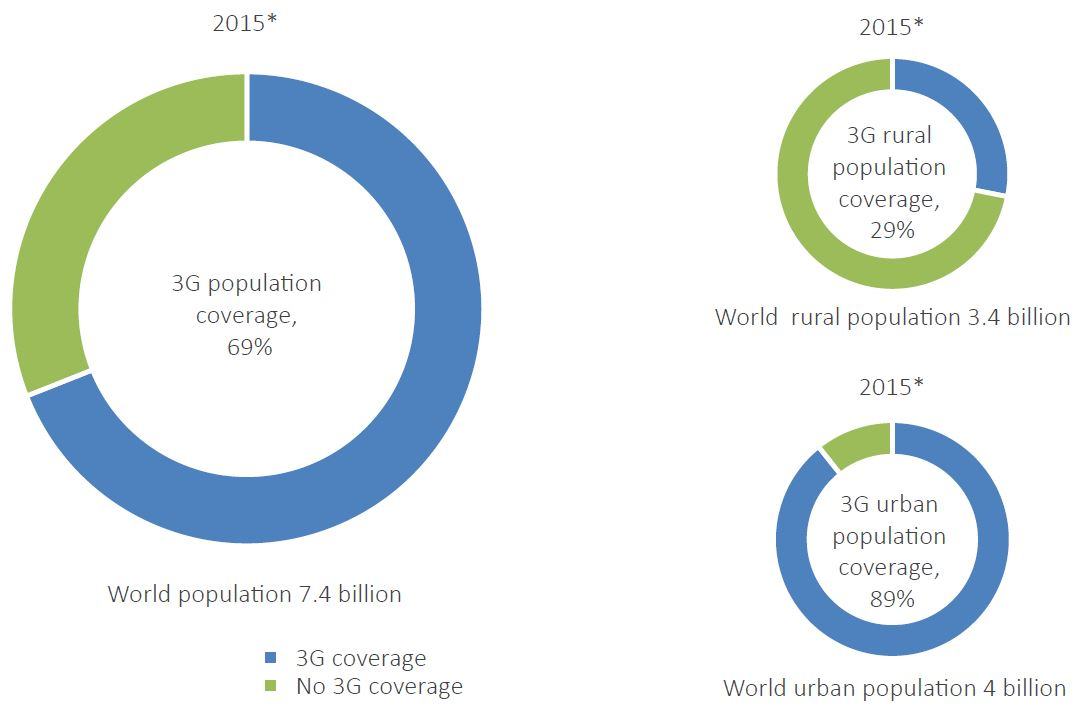 2015*
3G population
coverage,
69%
World population 7.4 billion
3G coverage
No 3G coverage
2015*
3G rural
population
coverage,
29%
World rural population 3.4 billion
2015*
3G urban
population
coverage,
89%
World urban population 4 billion